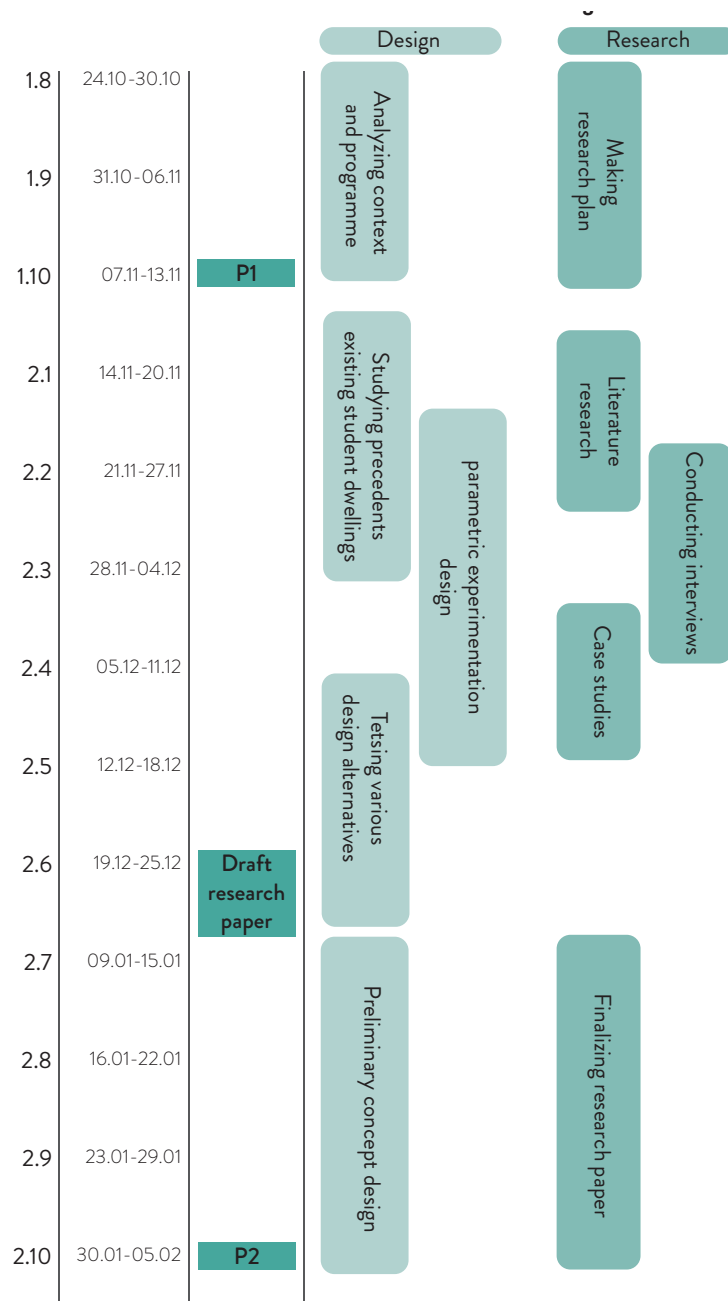 Design
Research
1.8
24.10-30.10
1.9
31.10-06.11
1.10
07.11-13.11
P1
2.1
14.11-20.11
2.2
21.11-27.11
2.3
28.11-04.12
2.4
05.12-11.12
2.5
12.12-18.12
2.6
19.12-25.12
Draft
research
paper
2.7
09.01-15.01
2.8
16.01-22.01
2.9
23.01-29.01
2.10
30.01-05.02
P2
Analyzing context
and programme
Studying precedents
existing student dwellings
parametric experimentation
design
Tetsing various
design alternatives
Preliminary concept design
Making
research plan
Literature
research
Conducting interviews
Case studies
Finalizing research paper